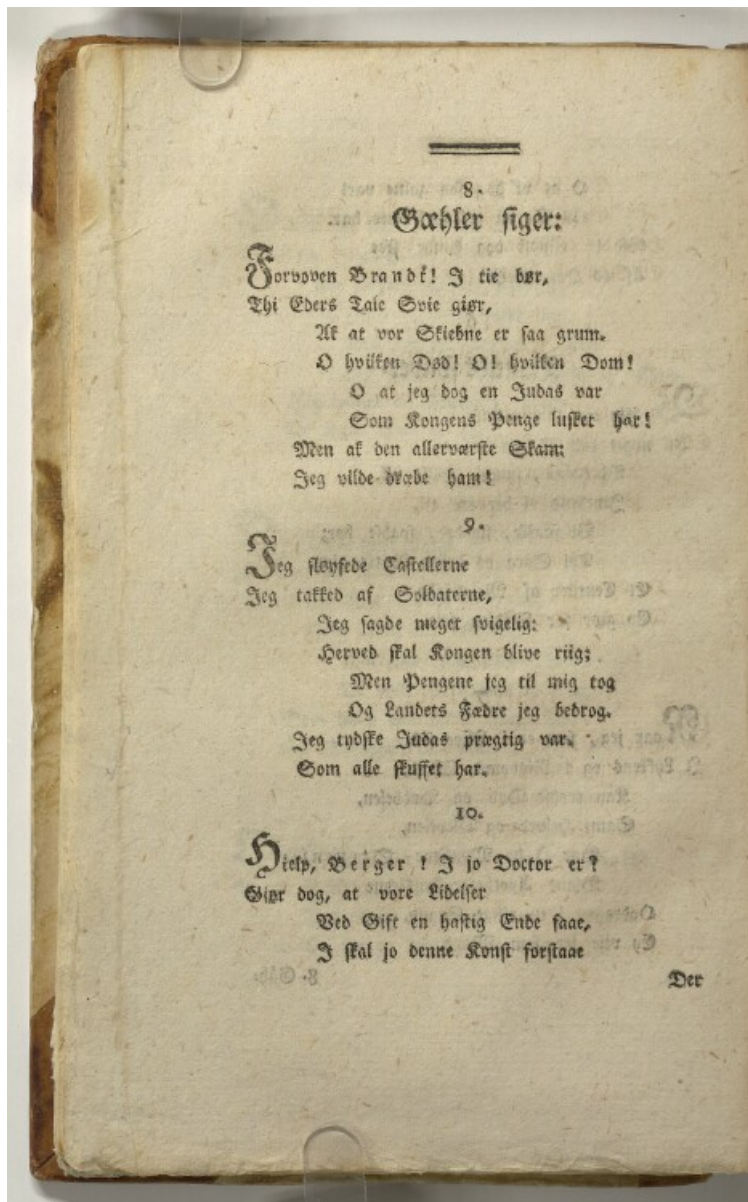 8.
Gæhler siger:
Forvoven Brandt! I tie bør,
Thi Eders Tale Svie giør,
Ak at vor Skiebne er saa grum.
O hvilken Død! O! hvilken Dom!
O at jeg dog en Judas var
Som Kongens Penge lusket har!
Men ak den allerværste Skam:
Jeg vilde dræbe ham!
9.
Jeg sløyfede Castellerne
Jeg takked af Soldaterne,
Jeg sagde meget svigelig:
Herved skal Kongen blive riig;
Men Pengene jeg til mig tog
Og Landets Fædre jeg bedrog.
Jeg tydske Judas prægtig var.
Som alle skuffet har.
10.
Hielp, Berger! I jo Doctor er?
Giør dog, at vore Lidelser
Ved Gift en hastig Ende faae,
I skal jo denne Konst forstaae
Der